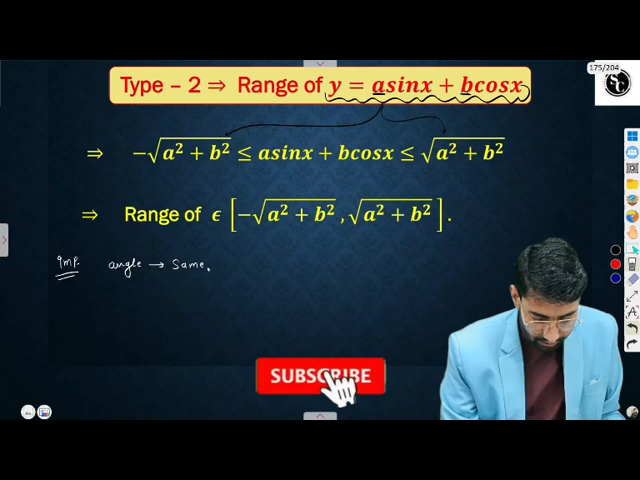 175/204
Type – 2 ⇒ Range of y = asinx + bcosx
⇒ −√(a² + b²) ≤ asinx + bcosx ≤ √(a² + b²)
⇒ Range of ϵ [−√(a² + b²) , √(a² + b²)].
Imp. angle → Same,
SUBSCRIBE